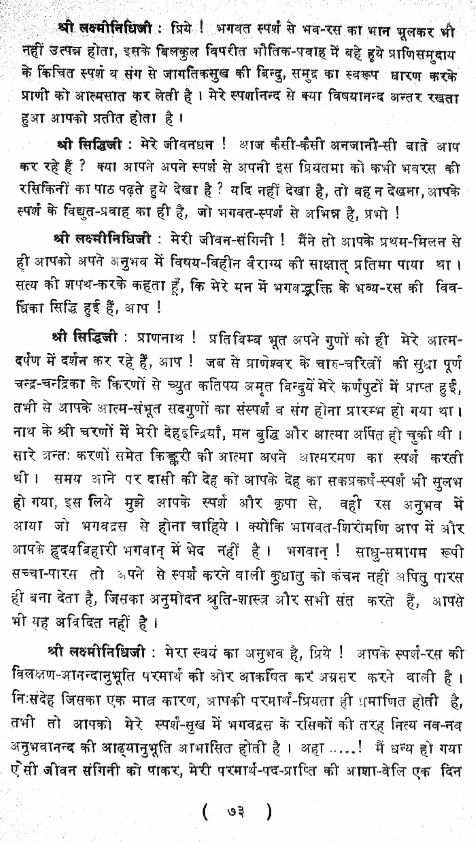 श्री लक्ष्मीनिधिजी : प्रिये ! भगवत स्पर्श से भव-रस का भान भूलकर भी
नहीं उत्पन्न होता, इसके बिलकुल विपरीत भौतिक-प्रवाह में बहे हुये प्राणिसमुदाय
के किंचित स्पर्श व संग से जागतिकसुख की बिन्दु, समुद्र का स्वरूप धारण करके
प्राणी को आत्मसात कर लेती है । मेरे स्पर्शानन्द से क्या विषयानन्द अन्तर रखता
हुआ आपको प्रतीत होता है ।
श्री सिद्धिजी : मेरे जीवनधन ! आज कैसी-कैसी अनजानी-सी बाते आप
कर रहे हैं ? क्या आपने अपने स्पर्श से अपनी इस प्रियतमा को कभी भवरस की
रसिकिनों का पाठ पढ़ते हुये देखा है ? यदि नहीं देखा है, तो वह न देखना, आपके
स्पर्श के विद्युत-प्रवाह का ही है, जो भगवत-स्पर्श से अभिन्न है, प्रभो !
श्री लक्ष्मीनिधिजी : मेरी जीवन-संगिनी ! मैंने तो आपके प्रथम-मिलन से
ही आपको अपने अनुभव में विषय-विहीन वैराग्य की साक्षात् प्रतिमा पाया था ।
सत्य की शपथ-करके कहता हूँ, कि मेरे मन में भगवद्भक्ति के भव्य-रस की विव-
र्धिका सिद्धि हुई हैं, आप !
श्री सिद्धिजी : प्राणनाथ ! प्रतिबिम्ब भूत अपने गुणों को ही मेरे आत्म-
दर्पण में दर्शन कर रहे हैं, आप ! जब से प्राणेश्वर के चारु-चरित्रों की सुधा पूर्ण
चन्द्र-चन्द्रिका के किरणों से च्युत कतिपय अमृत विन्दुयें मेरे कर्णपुटों में प्राप्त हुई,
तभी से आपके आत्म-संभूत सदगुणों का संस्पर्श व संग होना प्रारम्भ हो गया था ।
नाथ के श्री चरणों में मेरी देहइन्द्रियाँ, मन बुद्धि और आत्मा अर्पित हो चुकी थी ।
सारे अन्तः करणों समेत किङ्करी की आत्मा अपने आत्मरमण का स्पर्श करती
थी । समय आने पर दासी की देह को आपके देह का सकप्रकर्ष-स्पर्श भी सुलभ
हो गया, इस लिये मुझे आपके स्पर्श और कृपा से, वही रस अनुभव में
आया जो भगवद्रस से होना चाहिये । क्योंकि भागवत-शिरोमणि आप में और
आपके हृदयबिहारी भगवान् में भेद नहीं है । भगवान् ! साधु-समागम रूपी
सच्चा-पारस तो अपने से स्पर्श करने वाली कुधातु को कंचन नहीं अपितु पारस
ही बना देता है, जिसका अनुमोदन श्रुति-शास्त्र और सभी संत करते हैं, आपसे
भी यह अविदित नहीं है ।
श्री लक्ष्मीनिधिजी : मेरा स्वयं का अनुभव है, प्रिये ! आपके स्पर्श-रस की
विलक्षण-आनन्दानुभूति परमार्थ की ओर आकर्षित कर अग्रसर करने वाली है ।
निःसंदेह जिसका एक मात्र कारण, आपकी परमार्थ-प्रियता ही प्रमाणित होती है,
तभी तो आपको मेरे स्पर्श-सुख में भगवद्रस के रसिकों की तरह नित्य नव-नव
अनुभवानन्द की आढ्यानुभूति आभासित होती है । अहा .....! मैं धन्य हो गया
ऐसी जीवन संगिनी को पाकर, मेरी परमार्थ-पद-प्राप्ति की आशा-वेलि एक दिन
( ७३ )